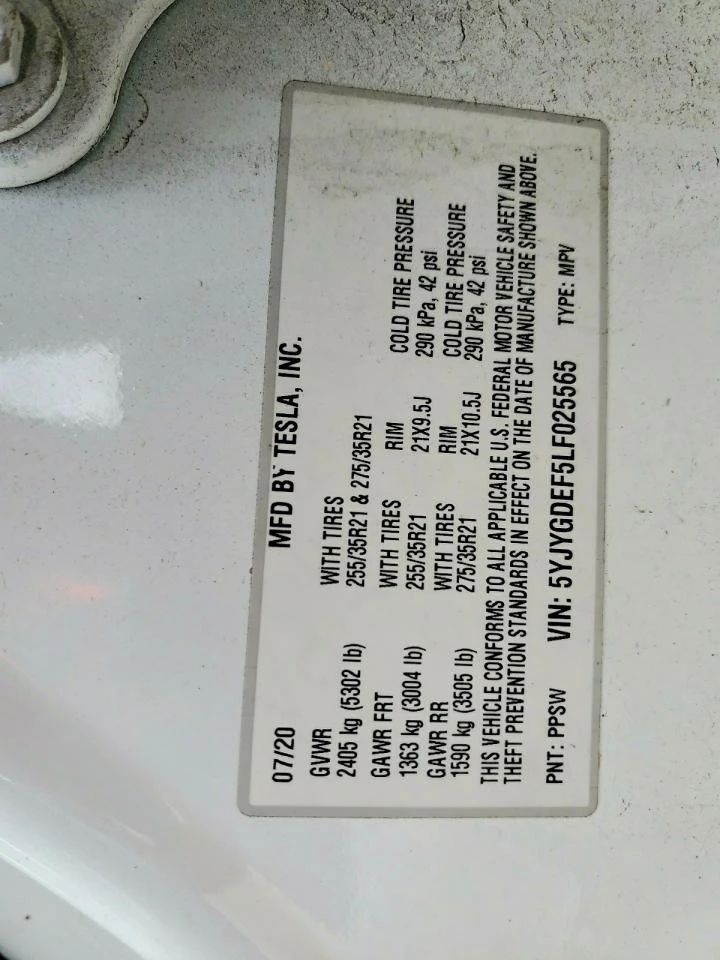 07/20 MFD BY TESLA, INC.
GVWR WITH TIRES
2405 kg (5302 lb) 255/35R21 & 275/35R21
GAWR FRT WITH TIRES RIM COLD TIRE PRESSURE
1363 kg (3004 lb) 255/35R21 21X9.5J 290 kPa, 42 psi
GAWR RR WITH TIRES RIM COLD TIRE PRESSURE
1590 kg (3505 lb) 275/35R21 21X10.5J 290 kPa, 42 psi
THIS VEHICLE CONFORMS TO ALL APPLICABLE U.S. FEDERAL MOTOR VEHICLE SAFETY AND
THEFT PREVENTION STANDARDS IN EFFECT ON THE DATE OF MANUFACTURE SHOWN ABOVE.
PNT: PPSW VIN: 5YJYGDEF5LF025565 TYPE: MPV